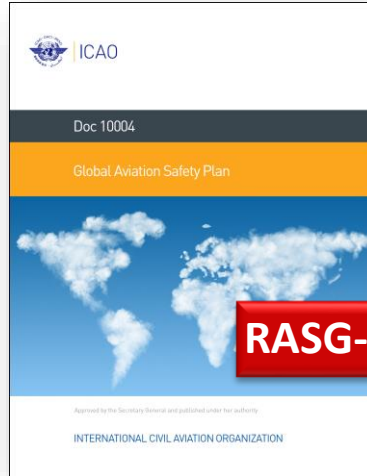 ICAO
Doc 10004
Global Aviation Safety Plan
RASG-
Approved by the Secretary General and published under her authority
INTERNATIONAL CIVIL AVIATION ORGANIZATION